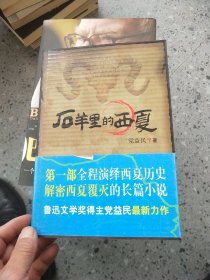 石羊里的西夏
党益民 著
第一部全程演绎西夏历史
解密西夏覆灭的长篇小说
鲁迅文学奖得主党益民最新力作